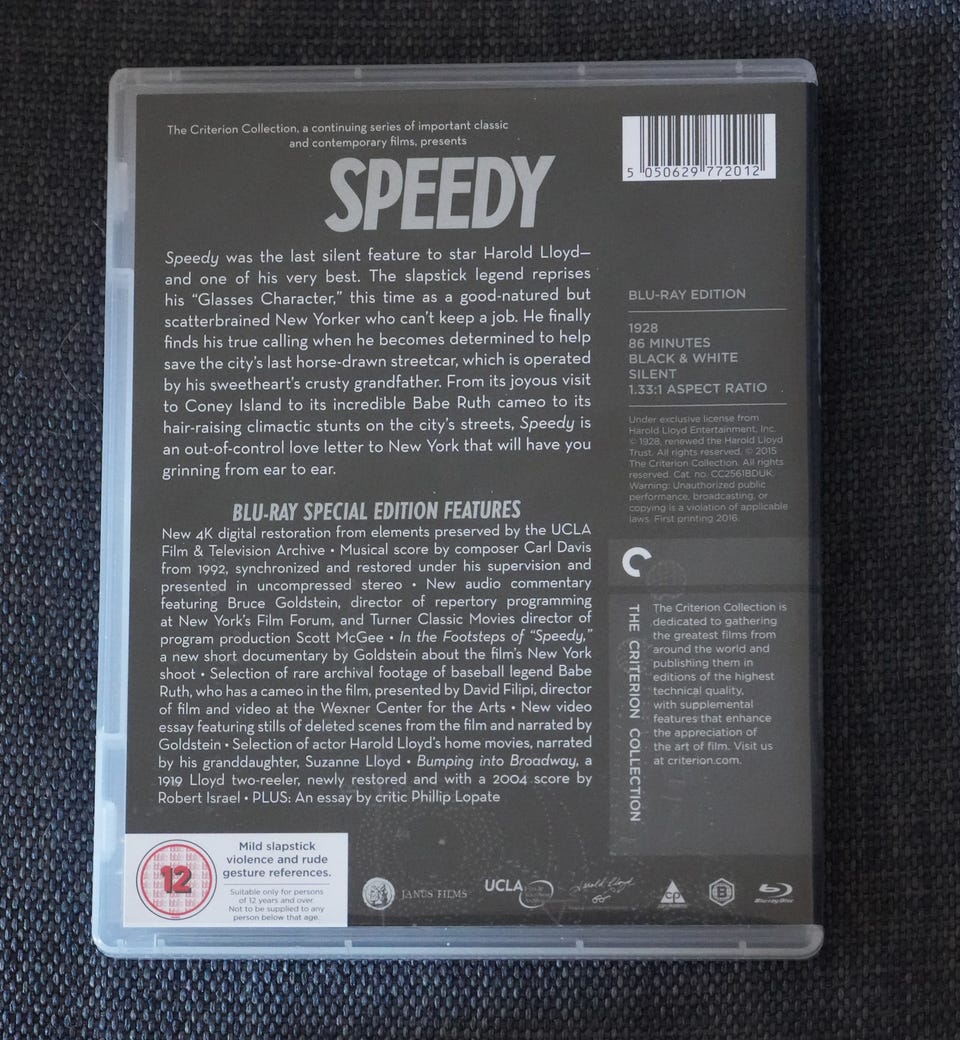 The Criterion Collection, a continuing series of important classic
and contemporary films, presents
SPEEDY
Speedy was the last silent feature to star Harold Lloyd—
and one of his very best. The slapstick legend reprises
his “Glasses Character,” this time as a good-natured but
scatterbrained New Yorker who can’t keep a job. He finally
finds his true calling when he becomes determined to help
save the city’s last horse-drawn streetcar, which is operated
by his sweetheart’s crusty grandfather. From its joyous visit
to Coney Island to its incredible Babe Ruth cameo to its
hair-raising climactic stunts on the city’s streets, Speedy is
an out-of-control love letter to New York that will have you
grinning from ear to ear.
BLU-RAY SPECIAL EDITION FEATURES
New 4K digital restoration from elements preserved by the UCLA
Film & Television Archive • Musical score by composer Carl Davis
from 1992, synchronized and restored under his supervision and
presented in uncompressed stereo • New audio commentary
featuring Bruce Goldstein, director of repertory programming
at New York’s Film Forum, and Turner Classic Movies director of
program production Scott McGee • In the Footsteps of “Speedy,”
a new short documentary by Goldstein about the film’s New York
shoot • Selection of rare archival footage of baseball legend Babe
Ruth, who has a cameo in the film, presented by David Filipi, director
of film and video at the Wexner Center for the Arts • New video
essay featuring stills of deleted scenes from the film and narrated by
Goldstein • Selection of actor Harold Lloyd’s home movies, narrated
by his granddaughter, Suzanne Lloyd • Bumping into Broadway, a
1919 Lloyd two-reeler, newly restored and with a 2004 score by
Robert Israel • PLUS: An essay by critic Phillip Lopate
5 050629 772012
BLU-RAY EDITION
1928
86 MINUTES
BLACK & WHITE
SILENT
1.33:1 ASPECT RATIO
Under exclusive license from
Harold Lloyd Entertainment, Inc.
© 1928, renewed the Harold Lloyd
Trust. All rights reserved. © 2015
The Criterion Collection. All rights
reserved. Cat. no. CC2561BDUK.
Warning: Unauthorized public
performance, broadcasting, or
copying is a violation of applicable
laws. First printing 2016.
THE CRITERION COLLECTION
The Criterion Collection is
dedicated to gathering
the greatest films from
around the world and
publishing them in
editions of the highest
technical quality,
with supplemental
features that enhance
the appreciation of
the art of film. Visit us
at criterion.com.
12
Mild slapstick
violence and rude
gesture references.
Suitable only for persons
of 12 years and over.
Not to be supplied to any
person below that age.
JANUS FILMS
UCLA
Harold Lloyd
CP
B
Blu-ray Disc